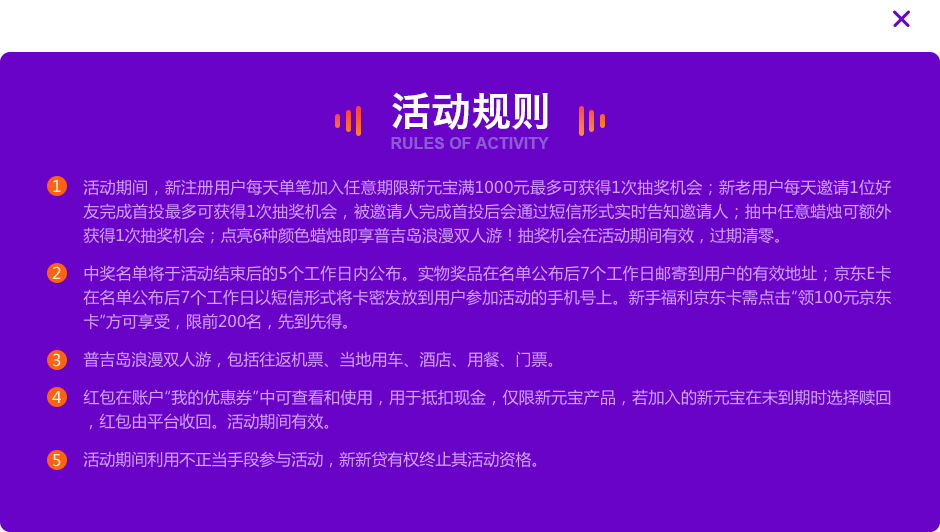 活动规则
RULES OF ACTIVITY
1 活动期间，新注册用户每天单笔加入任意期限新元宝满1000元最多可获得1次抽奖机会；新老用户每天邀请1位好
友完成首投最多可获得1次抽奖机会，被邀请人完成首投后会通过短信形式实时告知邀请人；抽中任意蜡烛可额外
获得1次抽奖机会；点亮6种颜色蜡烛即享普吉岛浪漫双人游！抽奖机会在活动期间有效，过期清零。
2 中奖名单将于活动结束后的5个工作日内公布。实物奖品在名单公布后7个工作日邮寄到用户的有效地址；京东E卡
在名单公布后7个工作日以短信形式将卡密发放到用户参加活动的手机号上。新手福利京东卡需点击“领100元京东
卡”方可享受，限前200名，先到先得。
3 普吉岛浪漫双人游，包括往返机票、当地用车、酒店、用餐、门票。
4 红包在账户“我的优惠券”中可查看和使用，用于抵扣现金，仅限新元宝产品，若加入的新元宝在未到期时选择赎回
，红包由平台收回。活动期间有效。
5 活动期间利用不正当手段参与活动，新新贷有权终止其活动资格。